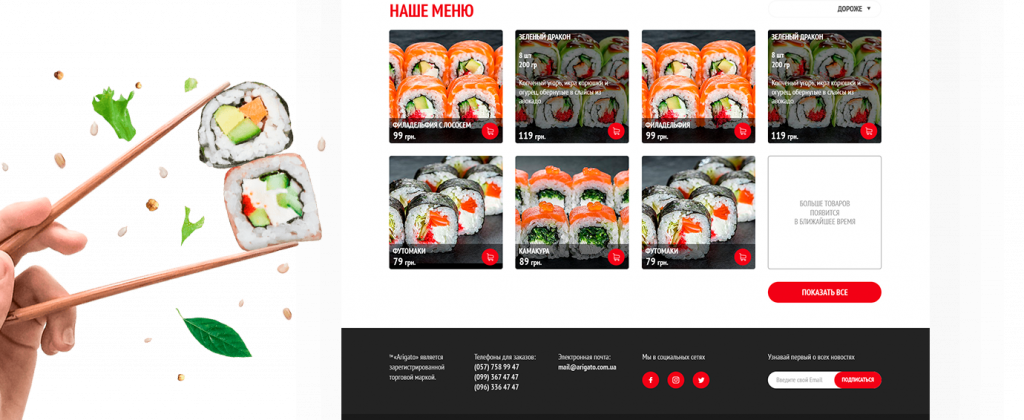 НАШЕ МЕНЮ
ДОРОЖЕ
ФИЛАДЕЛЬФИЯ С ЛОСОСЕМ
99 грн.
ЗЕЛЕНЫЙ ДРАКОН
8 шт
200 гр
Копченый угорь, икра корюшки и
огурец, обернутые в слайсы из
авокадо
119 грн.
ФИЛАДЕЛЬФИЯ
99 грн.
ЗЕЛЕНЫЙ ДРАКОН
8 шт
200 гр
Копченый угорь, икра корюшки и
огурец, обернутые в слайсы из
авокадо
119 грн.
ФУТОМАКИ
79 грн.
КАМАКУРА
89 грн.
ФУТОМАКИ
79 грн.
БОЛЬШЕ ТОВАРОВ
ПОЯВИТСЯ
В БЛИЖАЙШЕЕ ВРЕМЯ
ПОКАЗАТЬ ВСЕ
™«Arigato» является
зарегистрированной
торговой маркой.
Телефоны для заказов:
(057) 758 99 47
(099) 367 47 47
(096) 336 47 47
Электронная почта:
mail@arigato.com.ua
Мы в социальных сетях
Узнавай первый о всех новостях
Введите свой Email
ПОДПИСАТЬСЯ